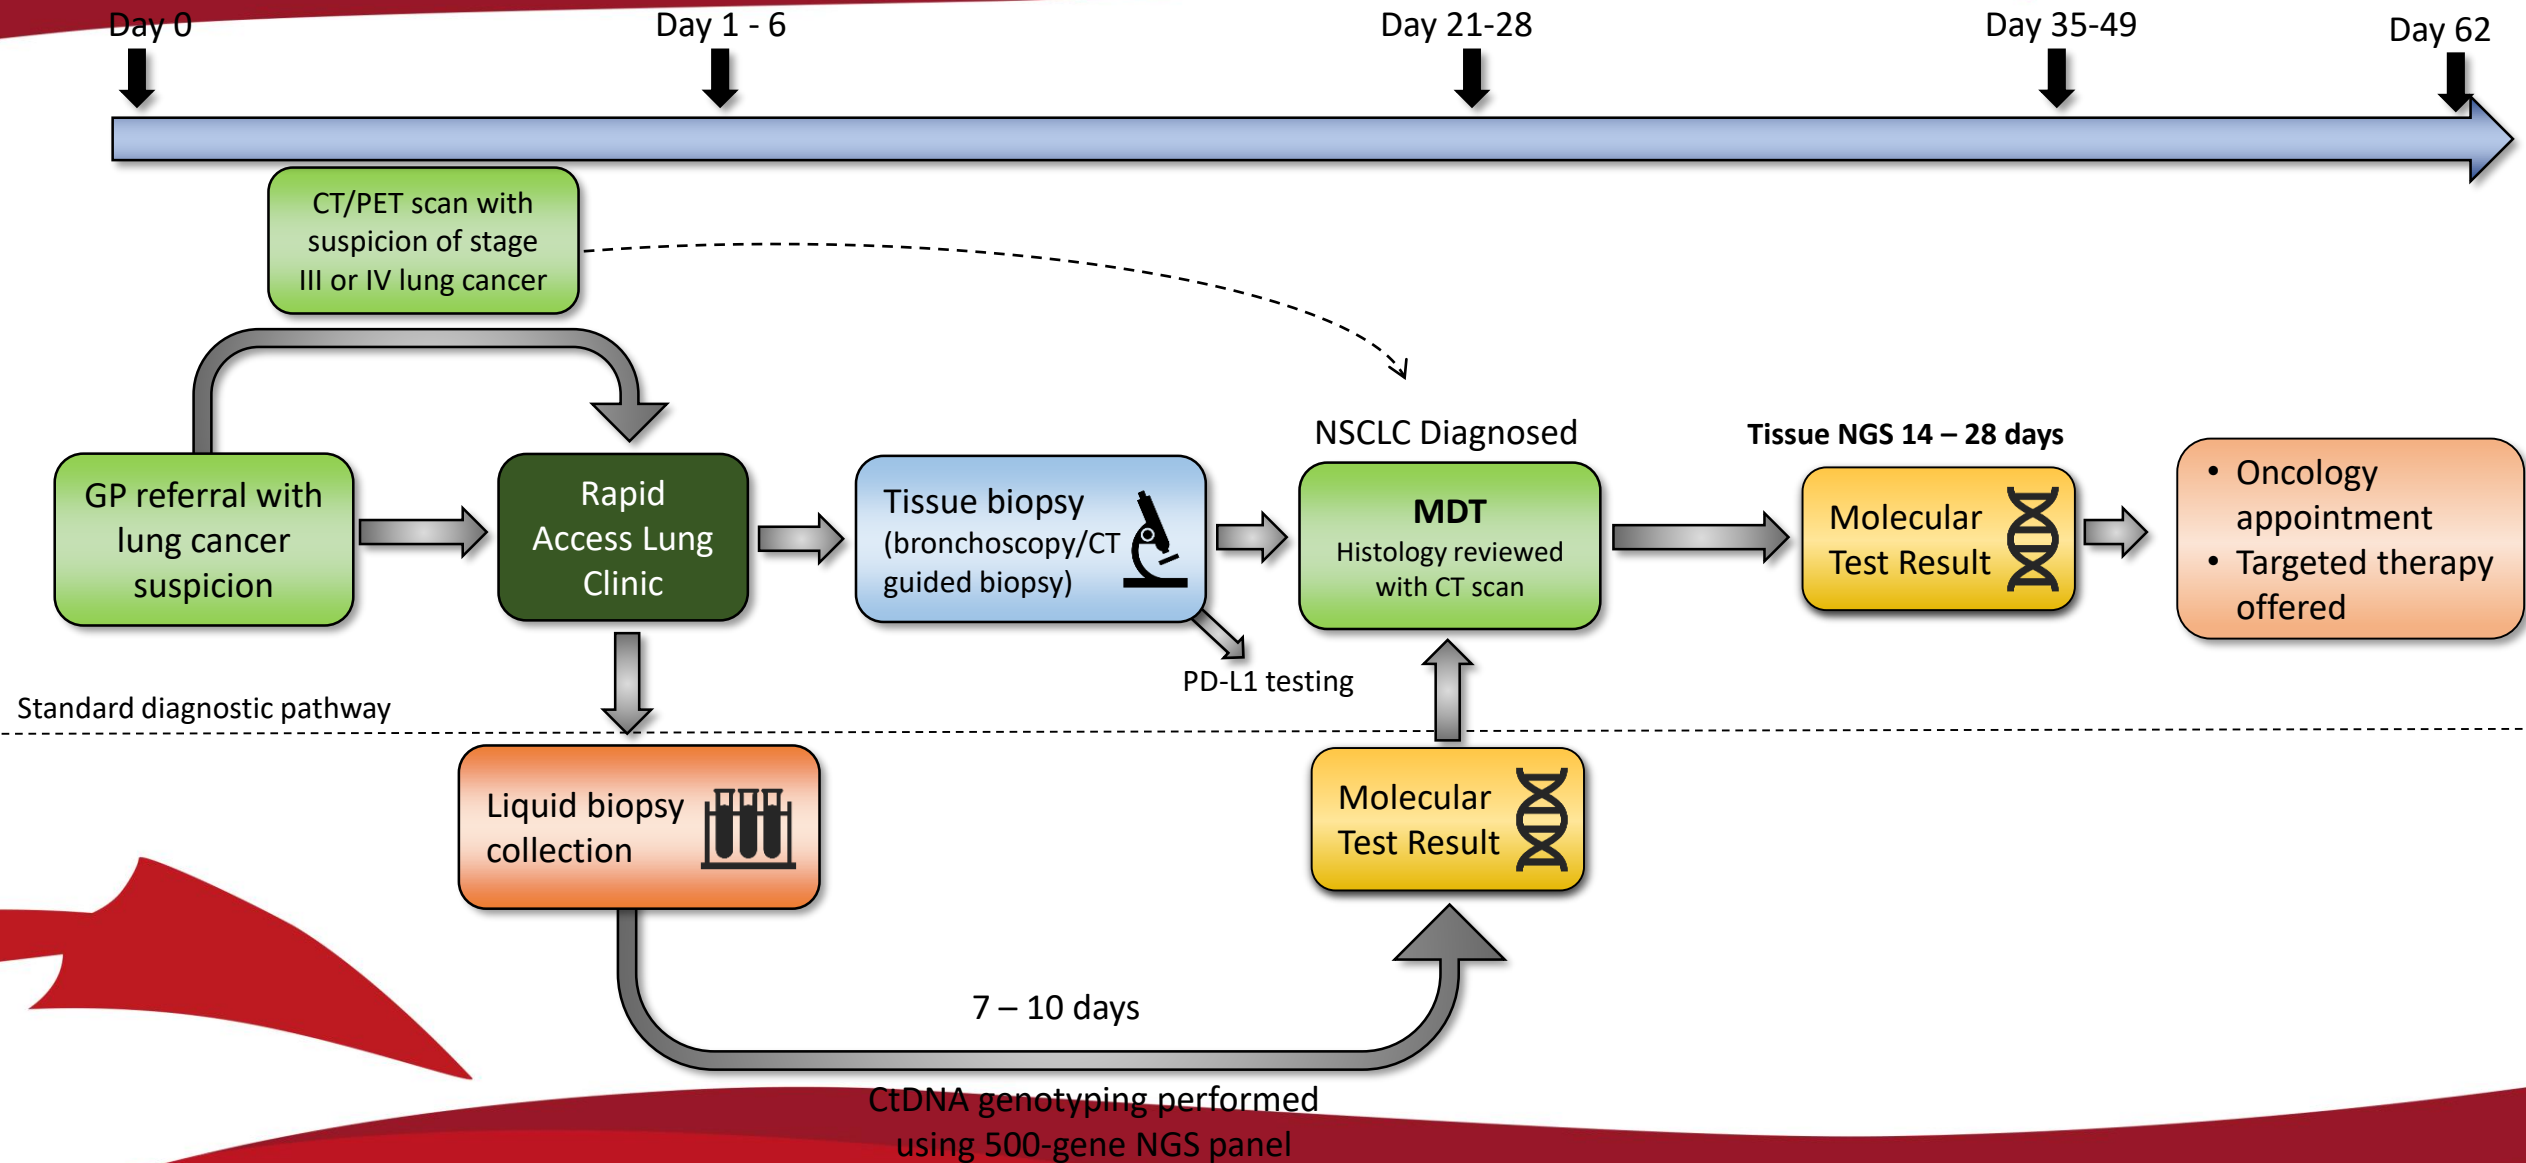 Day 0
Day 1 - 6
Day 21-28
Day 35-49
Day 62
CT/PET scan with
suspicion of stage
III or IV lung cancer
GP referral with
lung cancer
suspicion
Rapid
Access Lung
Clinic
Tissue biopsy
(bronchoscopy/CT
guided biopsy)
PD-L1 testing
NSCLC Diagnosed
MDT
Histology reviewed
with CT scan
Tissue NGS 14 – 28 days
Molecular
Test Result
• Oncology
appointment
• Targeted therapy
offered
Standard diagnostic pathway
Liquid biopsy
collection
Molecular
Test Result
7 – 10 days
CtDNA genotyping performed
using 500-gene NGS panel